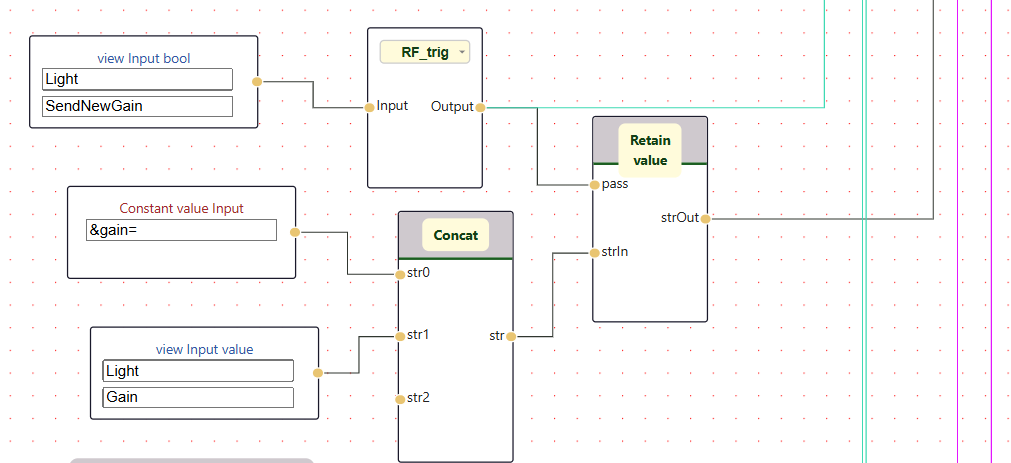 view Input bool
Light
SendNewGain
RF_trig
Input
Output
Retain
value
pass
strOut
strIn
Constant value Input
&gain=
Concat
str0
str1
str
str2
view Input value
Light
Gain